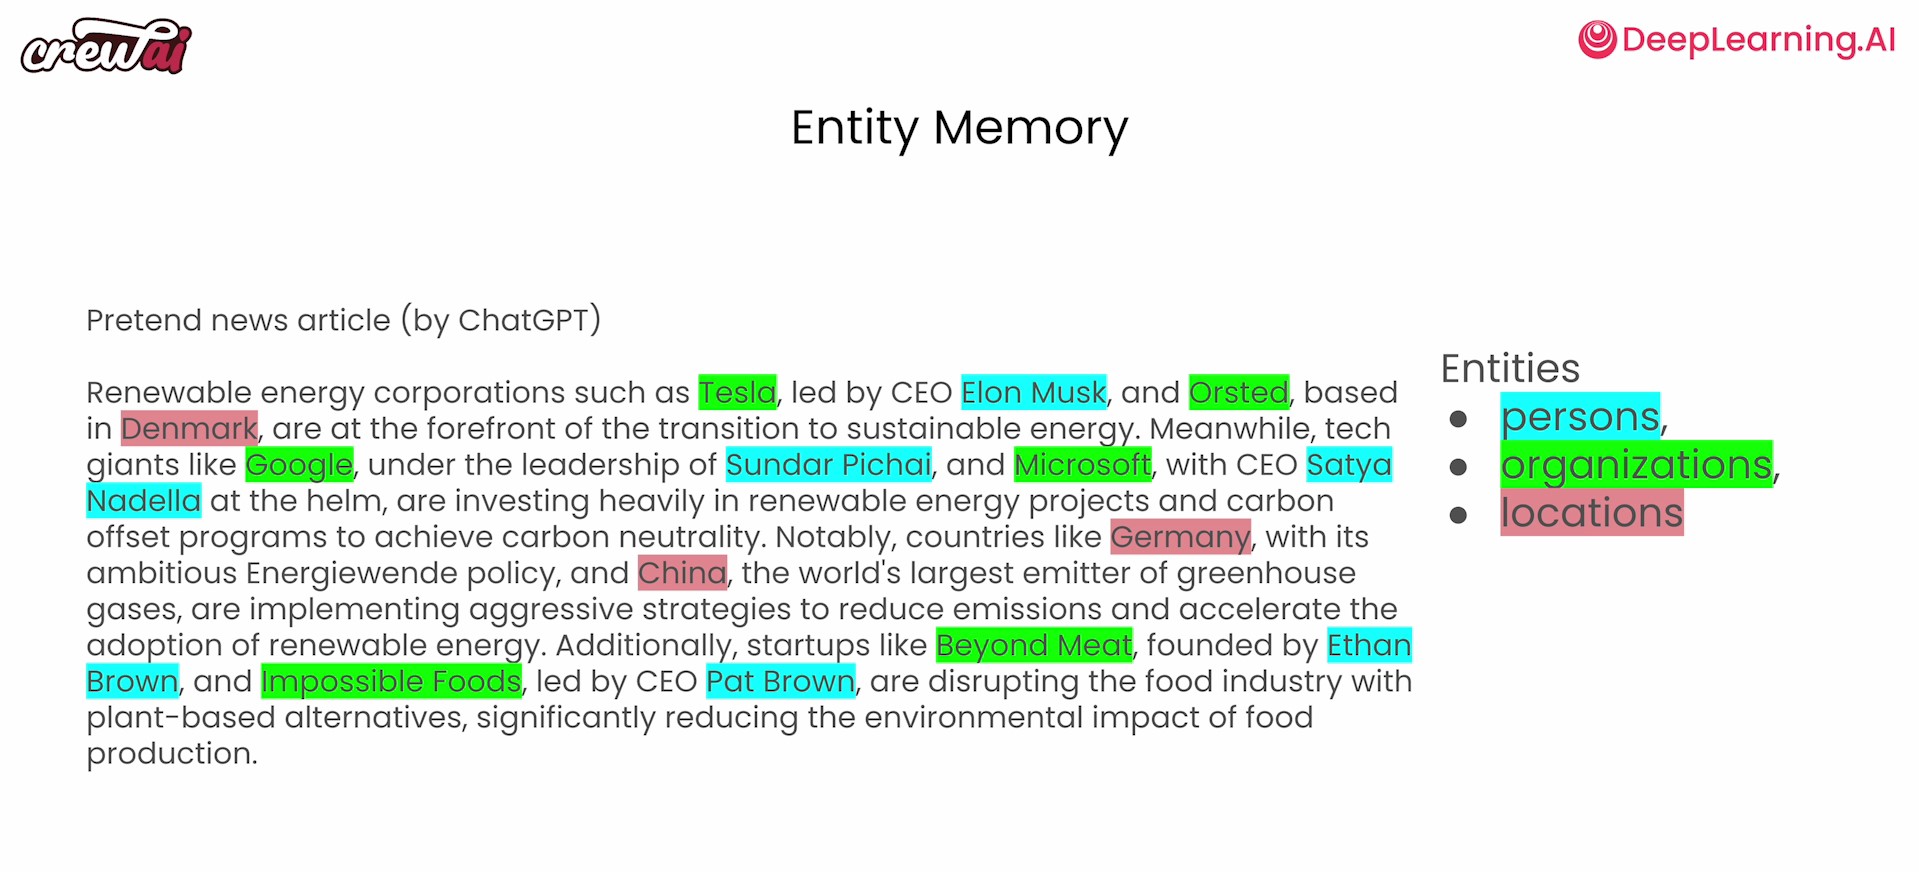 crewai
DeepLearning.AI
Entity Memory
Pretend news article (by ChatGPT)
Renewable energy corporations such as Tesla, led by CEO Elon Musk, and Orsted, based
in Denmark, are at the forefront of the transition to sustainable energy. Meanwhile, tech
giants like Google, under the leadership of Sundar Pichai, and Microsoft, with CEO Satya
Nadella at the helm, are investing heavily in renewable energy projects and carbon
offset programs to achieve carbon neutrality. Notably, countries like Germany, with its
ambitious Energiewende policy, and China, the world's largest emitter of greenhouse
gases, are implementing aggressive strategies to reduce emissions and accelerate the
adoption of renewable energy. Additionally, startups like Beyond Meat, founded by Ethan
Brown, and Impossible Foods, led by CEO Pat Brown, are disrupting the food industry with
plant-based alternatives, significantly reducing the environmental impact of food
production.
Entities
● persons,
● organizations,
● locations